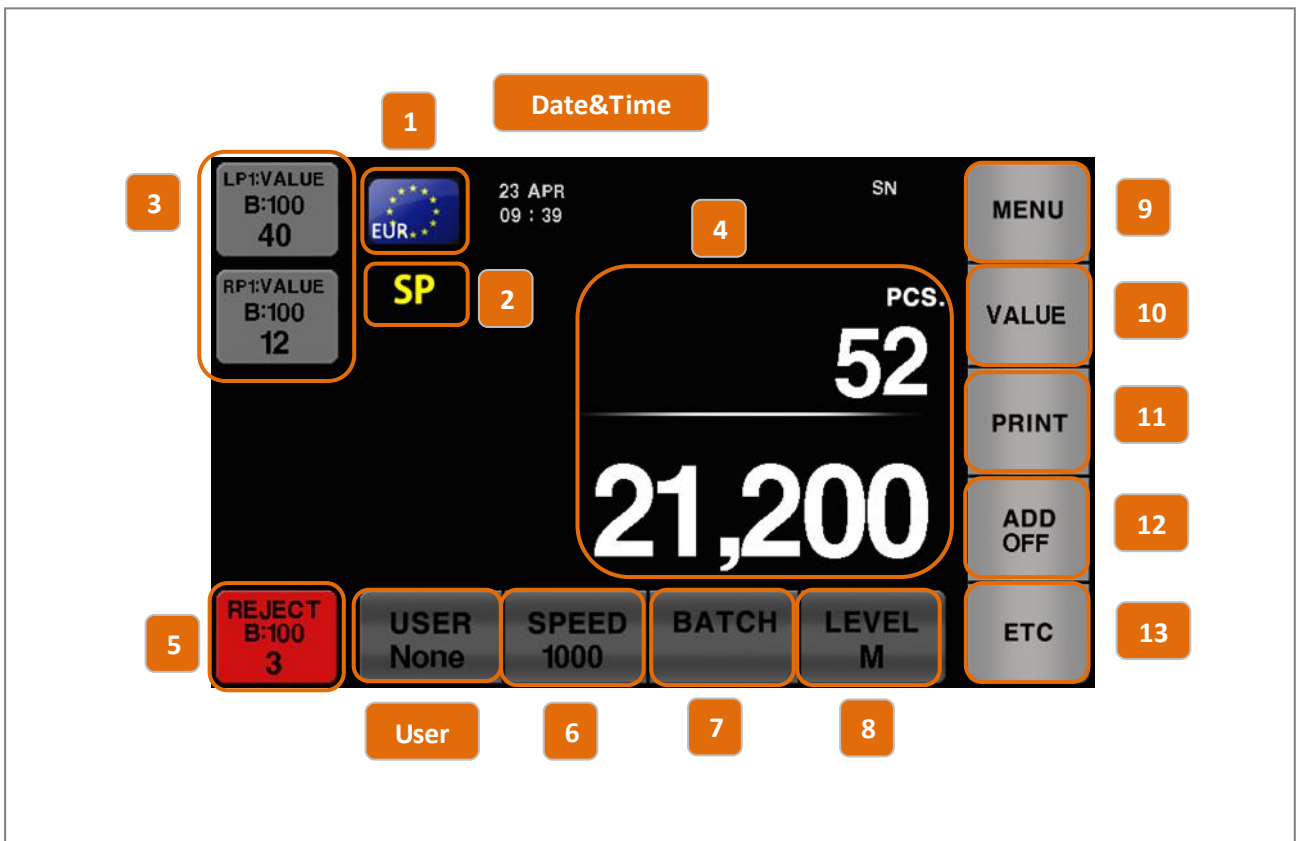 Date&Time
1
3
LP1:VALUE
B:100
40
EUR
23 APR
09 : 39
SN
4
MENU
9
RP1:VALUE
B:100
12
SP
2
PCS.
52
VALUE
10
PRINT
11
21,200
ADD
OFF
12
5
REJECT
B:100
3
USER
None
SPEED
1000
BATCH
LEVEL
M
ETC
13
User
6
7
8